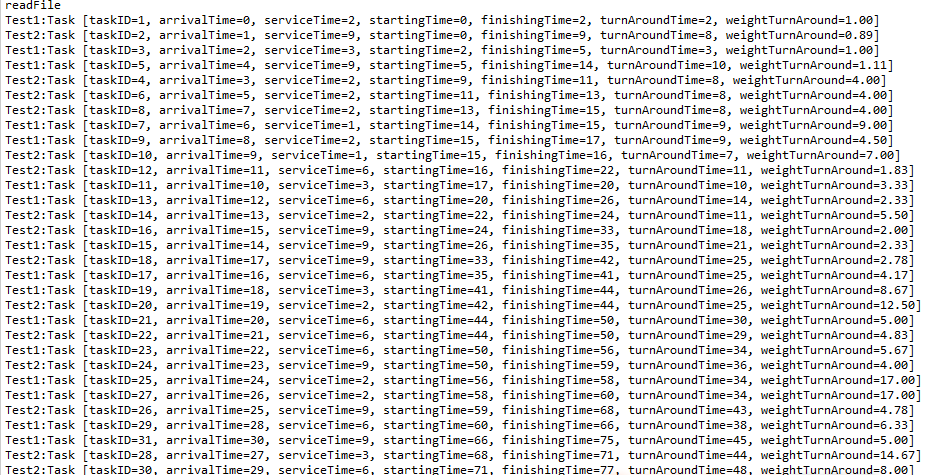 readFile
Test1:Task [taskID=1, arrivalTime=0, serviceTime=2, startingTime=0, finishingTime=2, turnAroundTime=2, weightTurnAround=1.00]
Test2:Task [taskID=2, arrivalTime=1, serviceTime=9, startingTime=0, finishingTime=9, turnAroundTime=8, weightTurnAround=0.89]
Test1:Task [taskID=3, arrivalTime=2, serviceTime=3, startingTime=2, finishingTime=5, turnAroundTime=3, weightTurnAround=1.00]
Test1:Task [taskID=5, arrivalTime=4, serviceTime=9, startingTime=5, finishingTime=14, turnAroundTime=10, weightTurnAround=1.11]
Test2:Task [taskID=4, arrivalTime=3, serviceTime=2, startingTime=9, finishingTime=11, turnAroundTime=8, weightTurnAround=4.00]
Test2:Task [taskID=6, arrivalTime=5, serviceTime=2, startingTime=11, finishingTime=13, turnAroundTime=8, weightTurnAround=4.00]
Test2:Task [taskID=8, arrivalTime=7, serviceTime=2, startingTime=13, finishingTime=15, turnAroundTime=8, weightTurnAround=4.00]
Test1:Task [taskID=7, arrivalTime=6, serviceTime=1, startingTime=14, finishingTime=15, turnAroundTime=9, weightTurnAround=9.00]
Test1:Task [taskID=9, arrivalTime=8, serviceTime=2, startingTime=15, finishingTime=17, turnAroundTime=9, weightTurnAround=4.50]
Test2:Task [taskID=10, arrivalTime=9, serviceTime=1, startingTime=15, finishingTime=16, turnAroundTime=7, weightTurnAround=7.00]
Test2:Task [taskID=12, arrivalTime=11, serviceTime=6, startingTime=16, finishingTime=22, turnAroundTime=11, weightTurnAround=1.83]
Test1:Task [taskID=11, arrivalTime=10, serviceTime=3, startingTime=17, finishingTime=20, turnAroundTime=10, weightTurnAround=3.33]
Test1:Task [taskID=13, arrivalTime=12, serviceTime=6, startingTime=20, finishingTime=26, turnAroundTime=14, weightTurnAround=2.33]
Test2:Task [taskID=14, arrivalTime=13, serviceTime=2, startingTime=22, finishingTime=24, turnAroundTime=11, weightTurnAround=5.50]
Test2:Task [taskID=16, arrivalTime=15, serviceTime=9, startingTime=24, finishingTime=33, turnAroundTime=18, weightTurnAround=2.00]
Test1:Task [taskID=15, arrivalTime=14, serviceTime=9, startingTime=26, finishingTime=35, turnAroundTime=21, weightTurnAround=2.33]
Test2:Task [taskID=18, arrivalTime=17, serviceTime=9, startingTime=33, finishingTime=42, turnAroundTime=25, weightTurnAround=2.78]
Test1:Task [taskID=17, arrivalTime=16, serviceTime=6, startingTime=35, finishingTime=41, turnAroundTime=25, weightTurnAround=4.17]
Test1:Task [taskID=19, arrivalTime=18, serviceTime=3, startingTime=41, finishingTime=44, turnAroundTime=26, weightTurnAround=8.67]
Test2:Task [taskID=20, arrivalTime=19, serviceTime=2, startingTime=42, finishingTime=44, turnAroundTime=25, weightTurnAround=12.50]
Test1:Task [taskID=21, arrivalTime=20, serviceTime=6, startingTime=44, finishingTime=50, turnAroundTime=30, weightTurnAround=5.00]
Test2:Task [taskID=22, arrivalTime=21, serviceTime=6, startingTime=44, finishingTime=50, turnAroundTime=29, weightTurnAround=4.83]
Test1:Task [taskID=23, arrivalTime=22, serviceTime=6, startingTime=50, finishingTime=56, turnAroundTime=34, weightTurnAround=5.67]
Test2:Task [taskID=24, arrivalTime=23, serviceTime=9, startingTime=50, finishingTime=59, turnAroundTime=36, weightTurnAround=4.00]
Test1:Task [taskID=25, arrivalTime=24, serviceTime=2, startingTime=56, finishingTime=58, turnAroundTime=34, weightTurnAround=17.00]
Test1:Task [taskID=27, arrivalTime=26, serviceTime=2, startingTime=58, finishingTime=60, turnAroundTime=34, weightTurnAround=17.00]
Test2:Task [taskID=26, arrivalTime=25, serviceTime=9, startingTime=59, finishingTime=68, turnAroundTime=43, weightTurnAround=4.78]
Test1:Task [taskID=29, arrivalTime=28, serviceTime=6, startingTime=60, finishingTime=66, turnAroundTime=38, weightTurnAround=6.33]
Test1:Task [taskID=31, arrivalTime=30, serviceTime=9, startingTime=66, finishingTime=75, turnAroundTime=45, weightTurnAround=5.00]
Test2:Task [taskID=28, arrivalTime=27, serviceTime=3, startingTime=68, finishingTime=71, turnAroundTime=44, weightTurnAround=14.67]
Test2:Task [taskID=30, arrivalTime=29, serviceTime=6, startingTime=71, finishingTime=77, turnAroundTime=48, weightTurnAround=8.00]